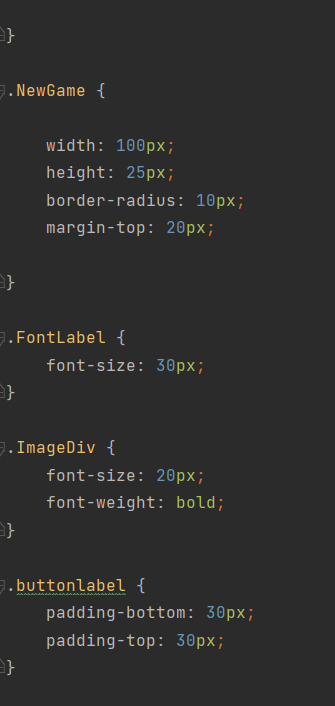 }
.NewGame {
width: 100px;
height: 25px;
border-radius: 10px;
margin-top: 20px;
}
.FontLabel {
font-size: 30px;
}
.ImageDiv {
font-size: 20px;
font-weight: bold;
}
.buttonlabel {
padding-bottom: 30px;
padding-top: 30px;
}